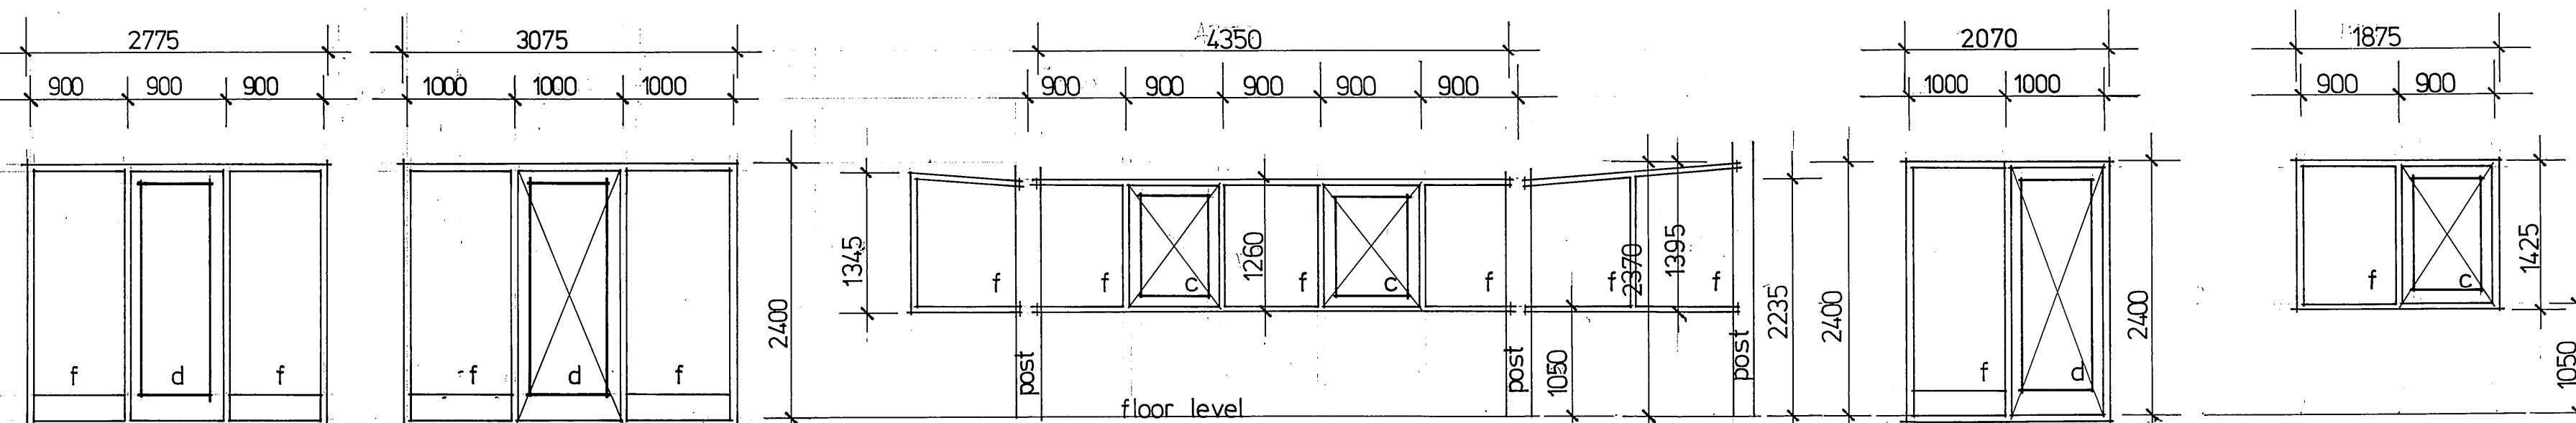 2775 3075 4350 2070 1875
900 900 900 1000 1000 1000 900 900 900 900 900 1000 1000 900 900
1345 1260 2370 1395 1425
f f c f c f f f f c
2400 2235 2400 2400
f d f f d f post post 1050 post f d 1050
floor level